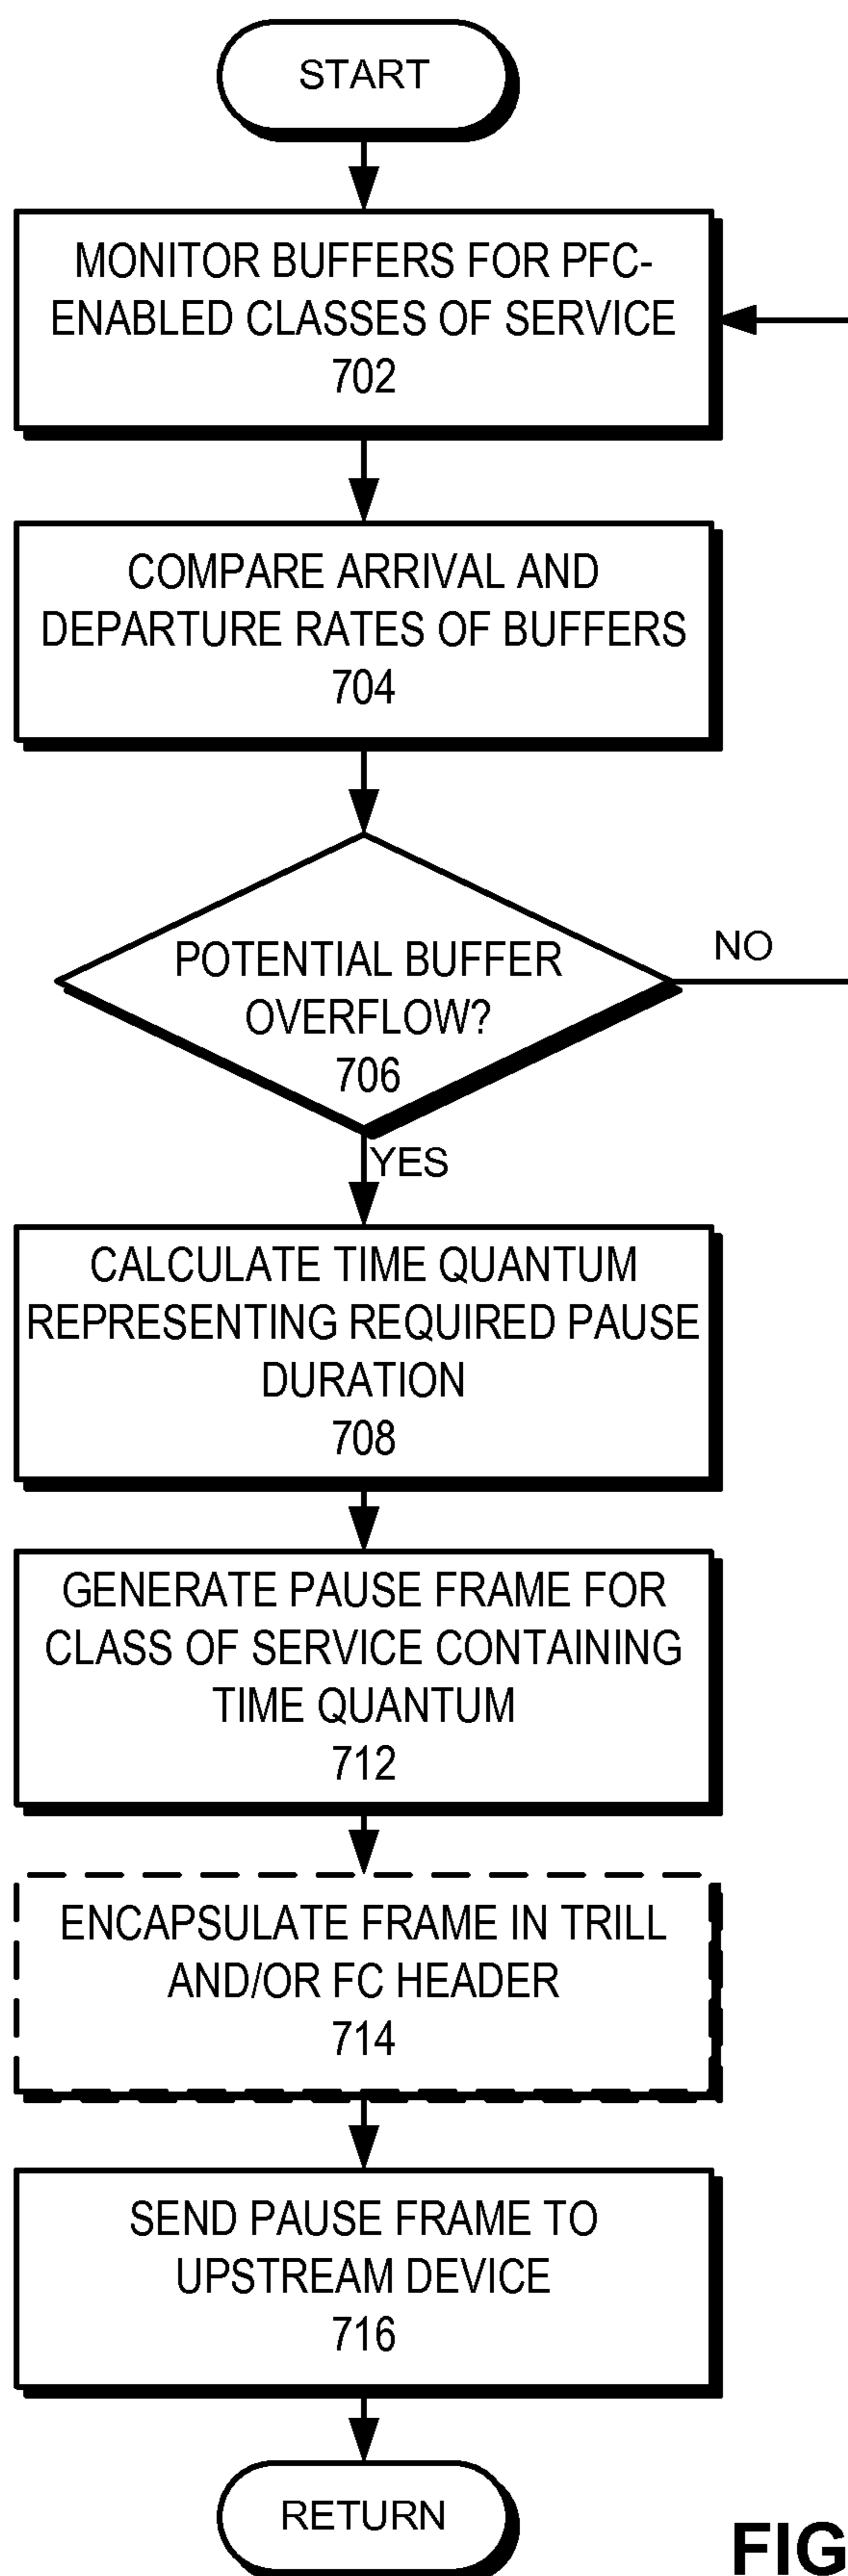 START
MONITOR BUFFERS FOR PFC-
ENABLED CLASSES OF SERVICE
702
COMPARE ARRIVAL AND
DEPARTURE RATES OF BUFFERS
704
POTENTIAL BUFFER
OVERFLOW?
706
NO
YES
CALCULATE TIME QUANTUM
REPRESENTING REQUIRED PAUSE
DURATION
708
GENERATE PAUSE FRAME FOR
CLASS OF SERVICE CONTAINING
TIME QUANTUM
712
ENCAPSULATE FRAME IN TRILL
AND/OR FC HEADER
714
SEND PAUSE FRAME TO
UPSTREAM DEVICE
716
RETURN
FIG